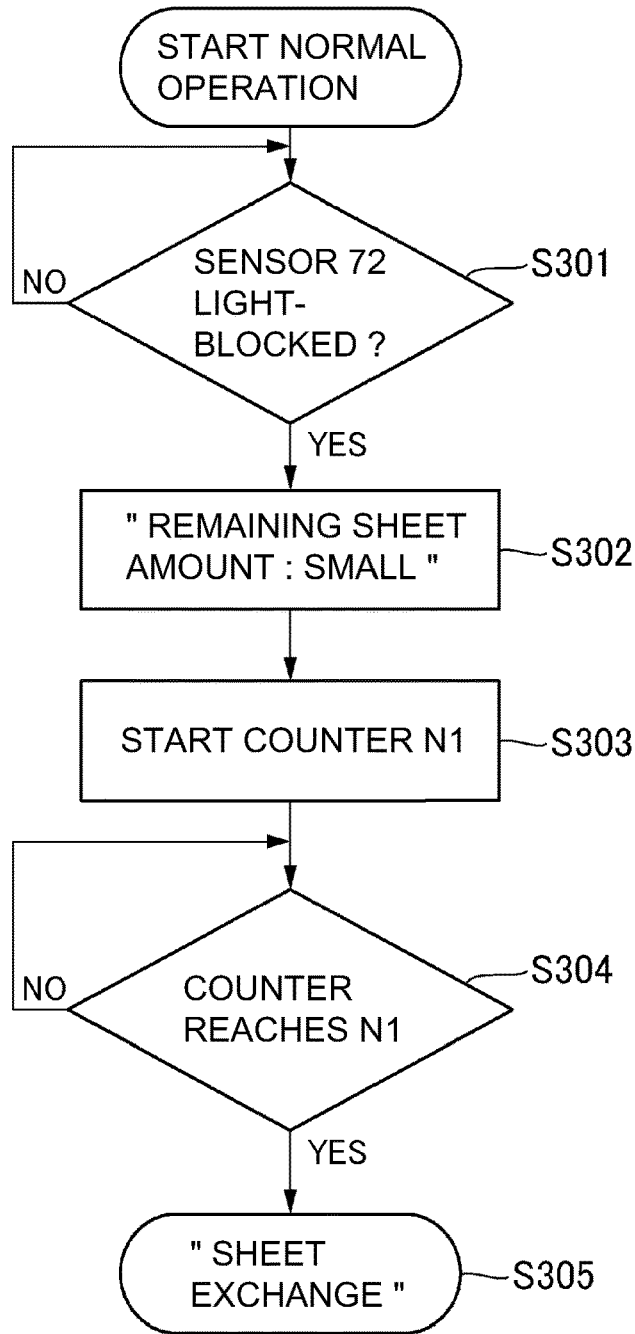 START NORMAL
OPERATION
SENSOR 72
LIGHT-
BLOCKED ?
S301
NO
YES
" REMAINING SHEET
AMOUNT : SMALL "
S302
START COUNTER N1
S303
COUNTER
REACHES N1
S304
NO
YES
" SHEET
EXCHANGE "
S305